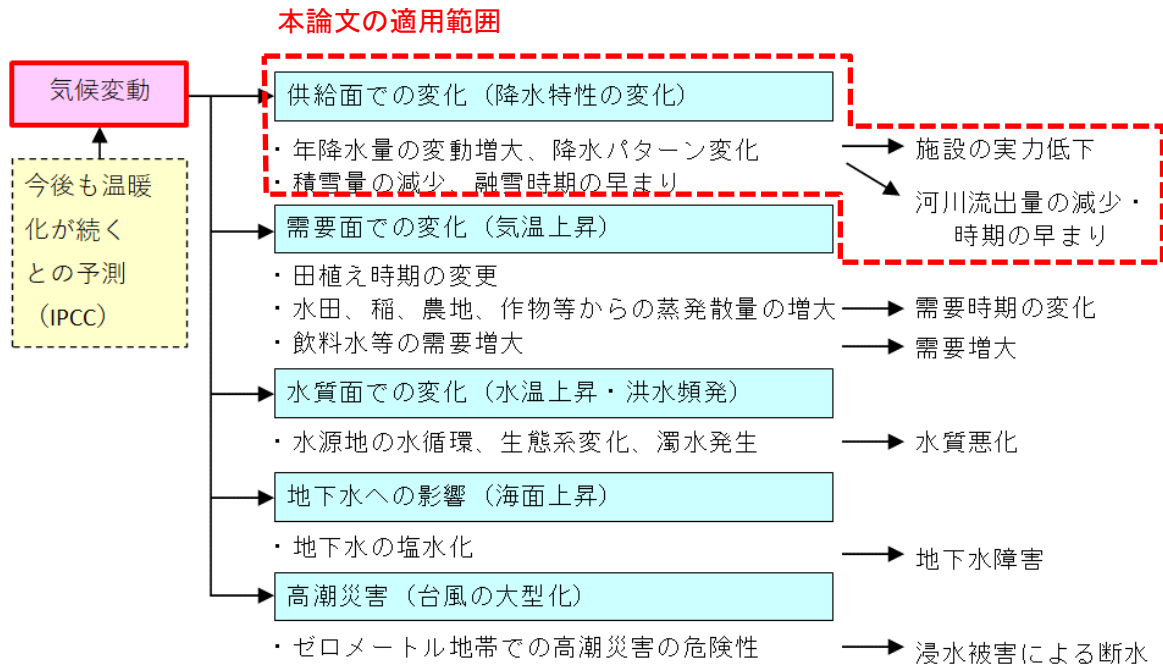 本論文の適用範囲
気候変動
今後も温暖
化が続く
との予測
（IPCC）
供給面での変化（降水特性の変化）
・年降水量の変動増大、降水パターン変化
・積雪量の減少、融雪時期の早まり
施設の実力低下
河川流出量の減少・
時期の早まり
需要面での変化（気温上昇）
・田植え時期の変更
・水田、稲、農地、作物等からの蒸発散量の増大
需要時期の変化
・飲料水等の需要増大
需要増大
水質面での変化（水温上昇・洪水頻発）
・水源地の水循環、生態系変化、濁水発生
水質悪化
地下水への影響（海面上昇）
・地下水の塩水化
地下水障害
高潮災害（台風の大型化）
・ゼロメートル地帯での高潮災害の危険性
浸水被害による断水